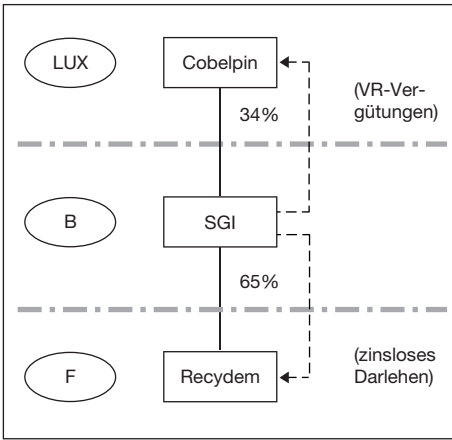 LUX
Cobelpin
(VR-Ver-
gütungen)
34%
B
SGI
65%
F
Recydem
(zinsloses
Darlehen)